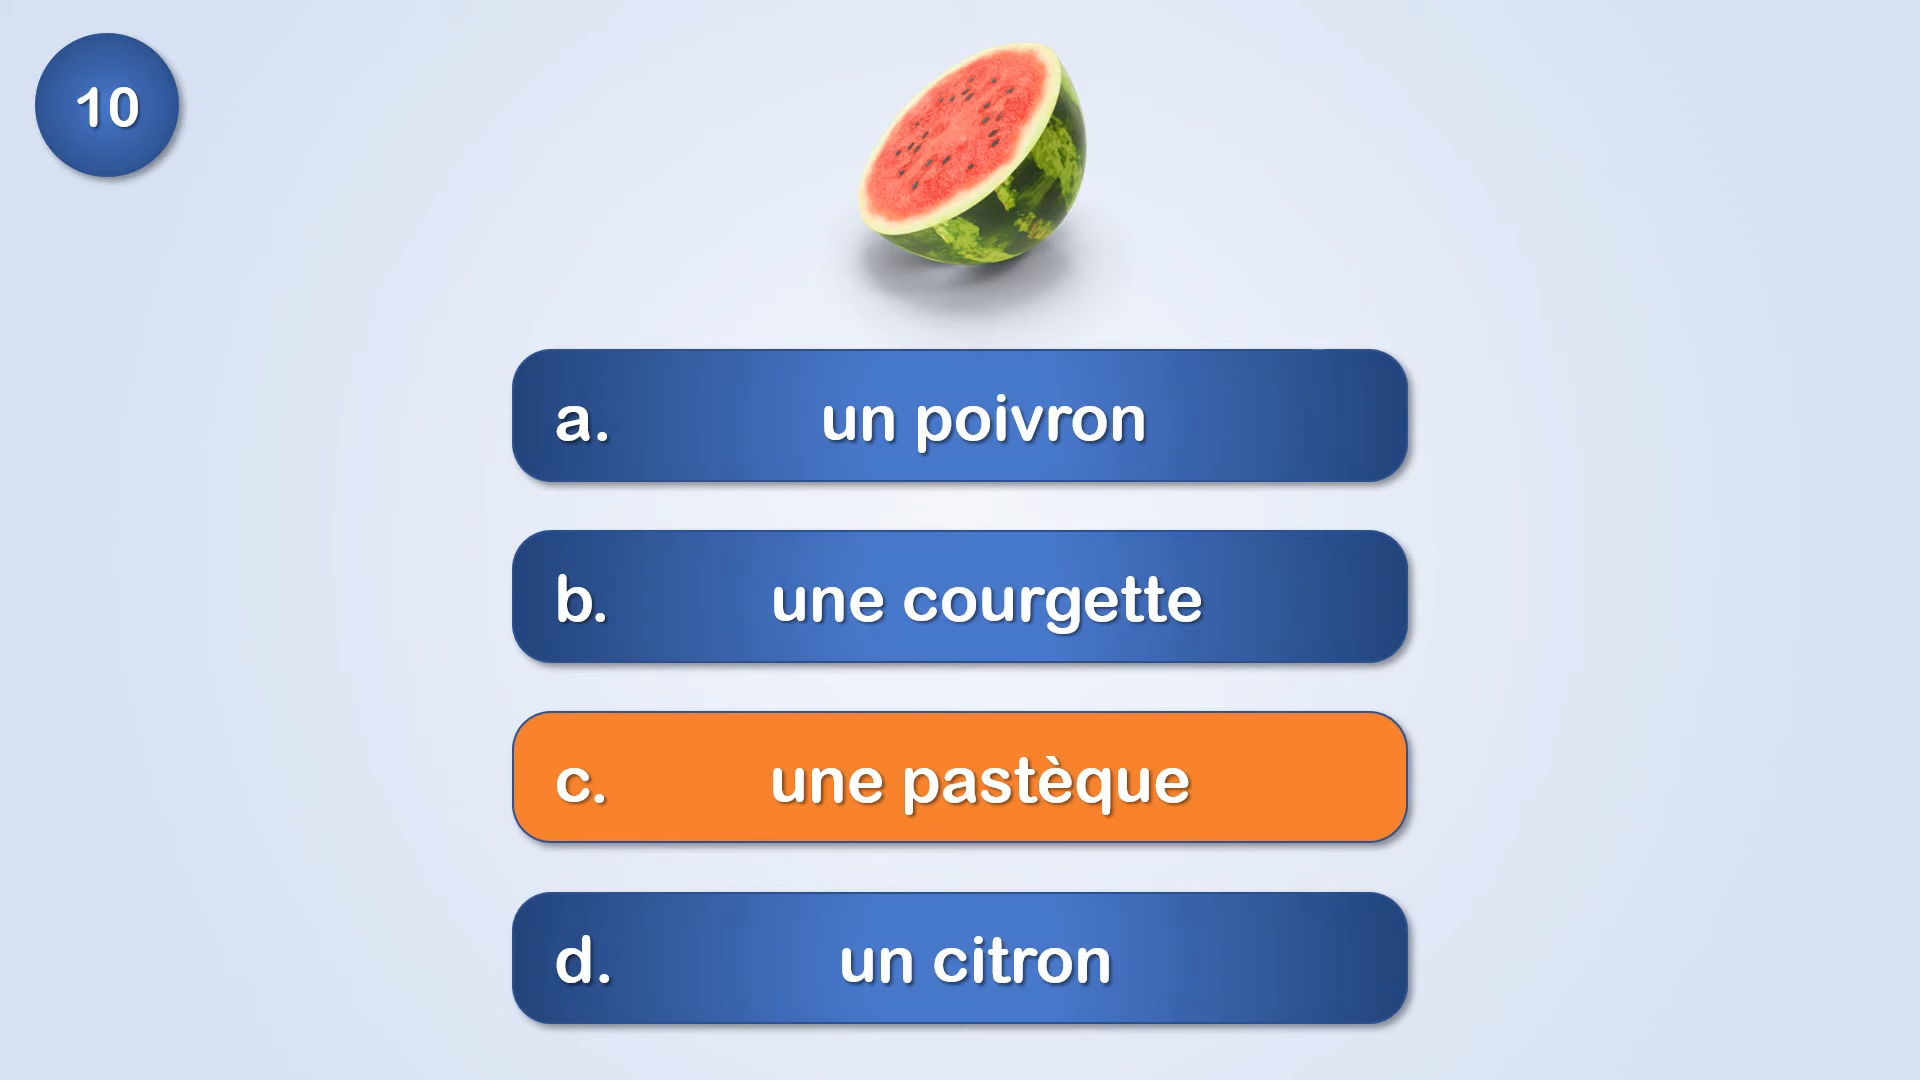 10
a. un poivron
b. une courgette
c. une pastèque
d. un citron